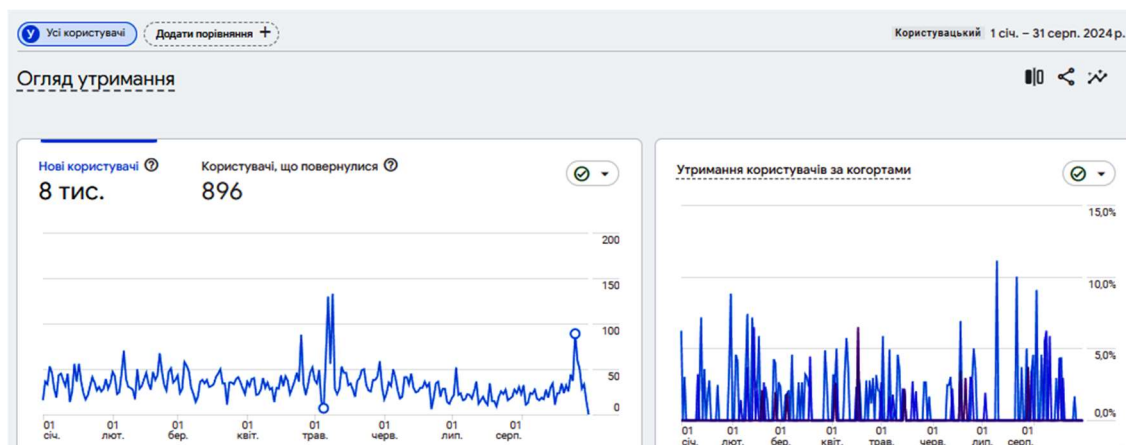 У Усі користувачі Додати порівняння + Користувацький 1 січ. – 31 серп. 2024 р.
Огляд утримання
Нові користувачі Користувачі, що повернулися
8 тис. 896
200
150
100
50
0
01 січ. 01 лют. 01 бер. 01 квіт. 01 трав. 01 черв. 01 лип. 01 серп.
Утримання користувачів за когортами
15,0%
10,0%
5,0%
0,0%
01 січ. 01 лют. 01 бер. 01 квіт. 01 трав. 01 черв. 01 лип. 01 серп.